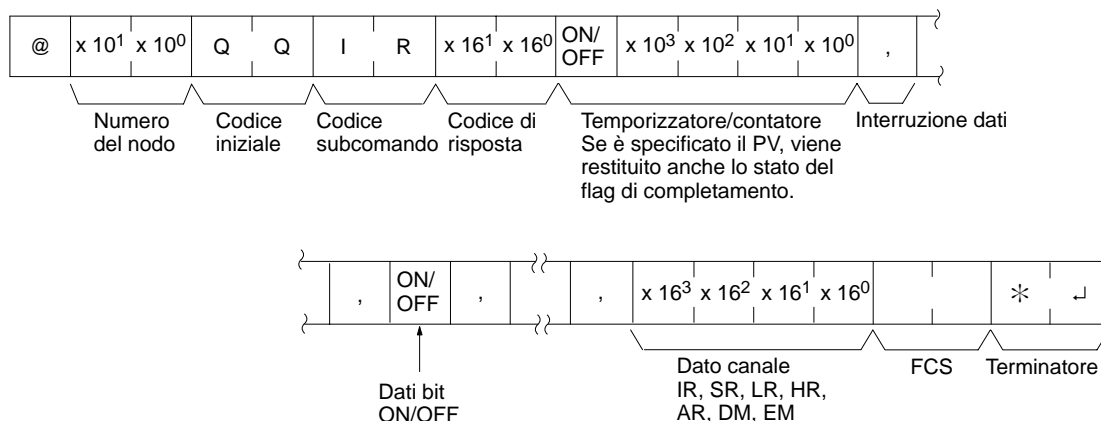 @ x 10¹ x 10⁰ Q Q I R x 16¹ x 16⁰ ON/OFF x 10³ x 10² x 10¹ x 10⁰ ,
Numero del nodo
Codice iniziale
Codice subcomando
Codice di risposta
Temporizzatore/contatore
Se è specificato il PV, viene
restituito anche lo stato del
flag di completamento.
Interruzione dati
, ON/OFF , , x 16³ x 16² x 16¹ x 16⁰ * ↵
Dati bit
ON/OFF
Dato canale
IR, SR, LR, HR,
AR, DM, EM
FCS
Terminatore